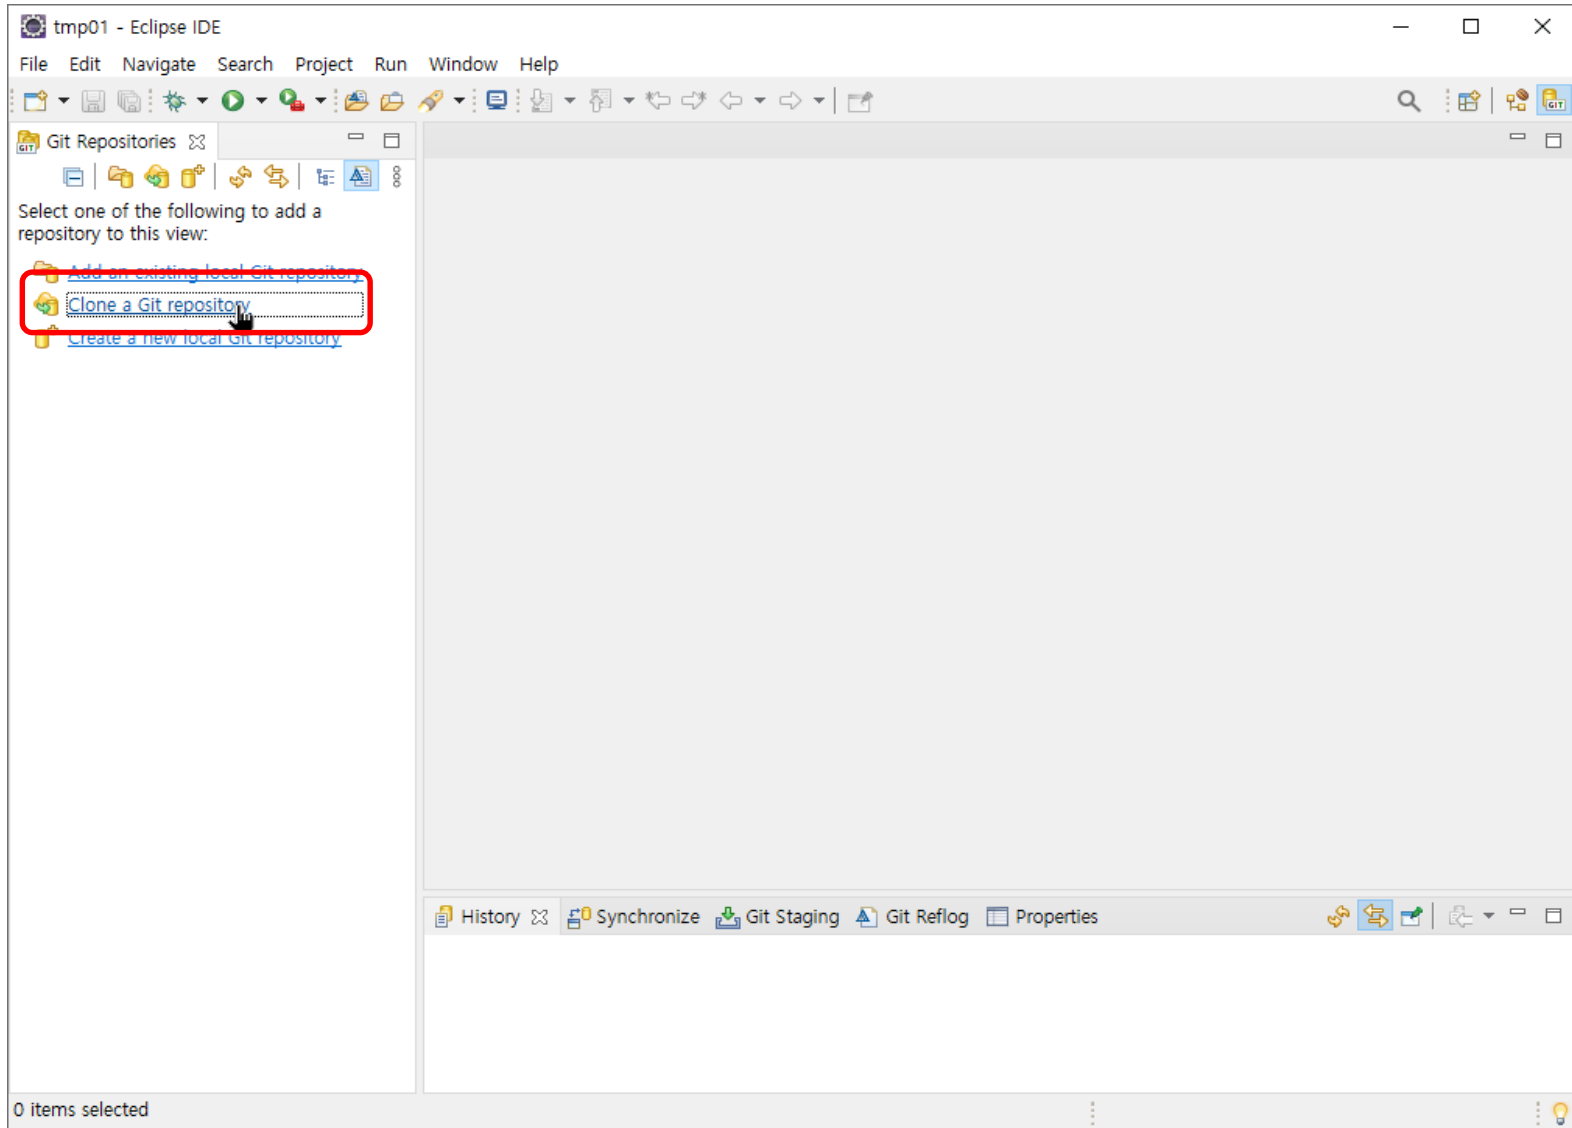 tmp01 - Eclipse IDE
File Edit Navigate Search Project Run Window Help
GIT
GIT Git Repositories
Select one of the following to add a
repository to this view:
Add an existing local Git repository
Clone a Git repository
Create a new local Git repository
History Synchronize Git Staging Git Reflog Properties
0 items selected